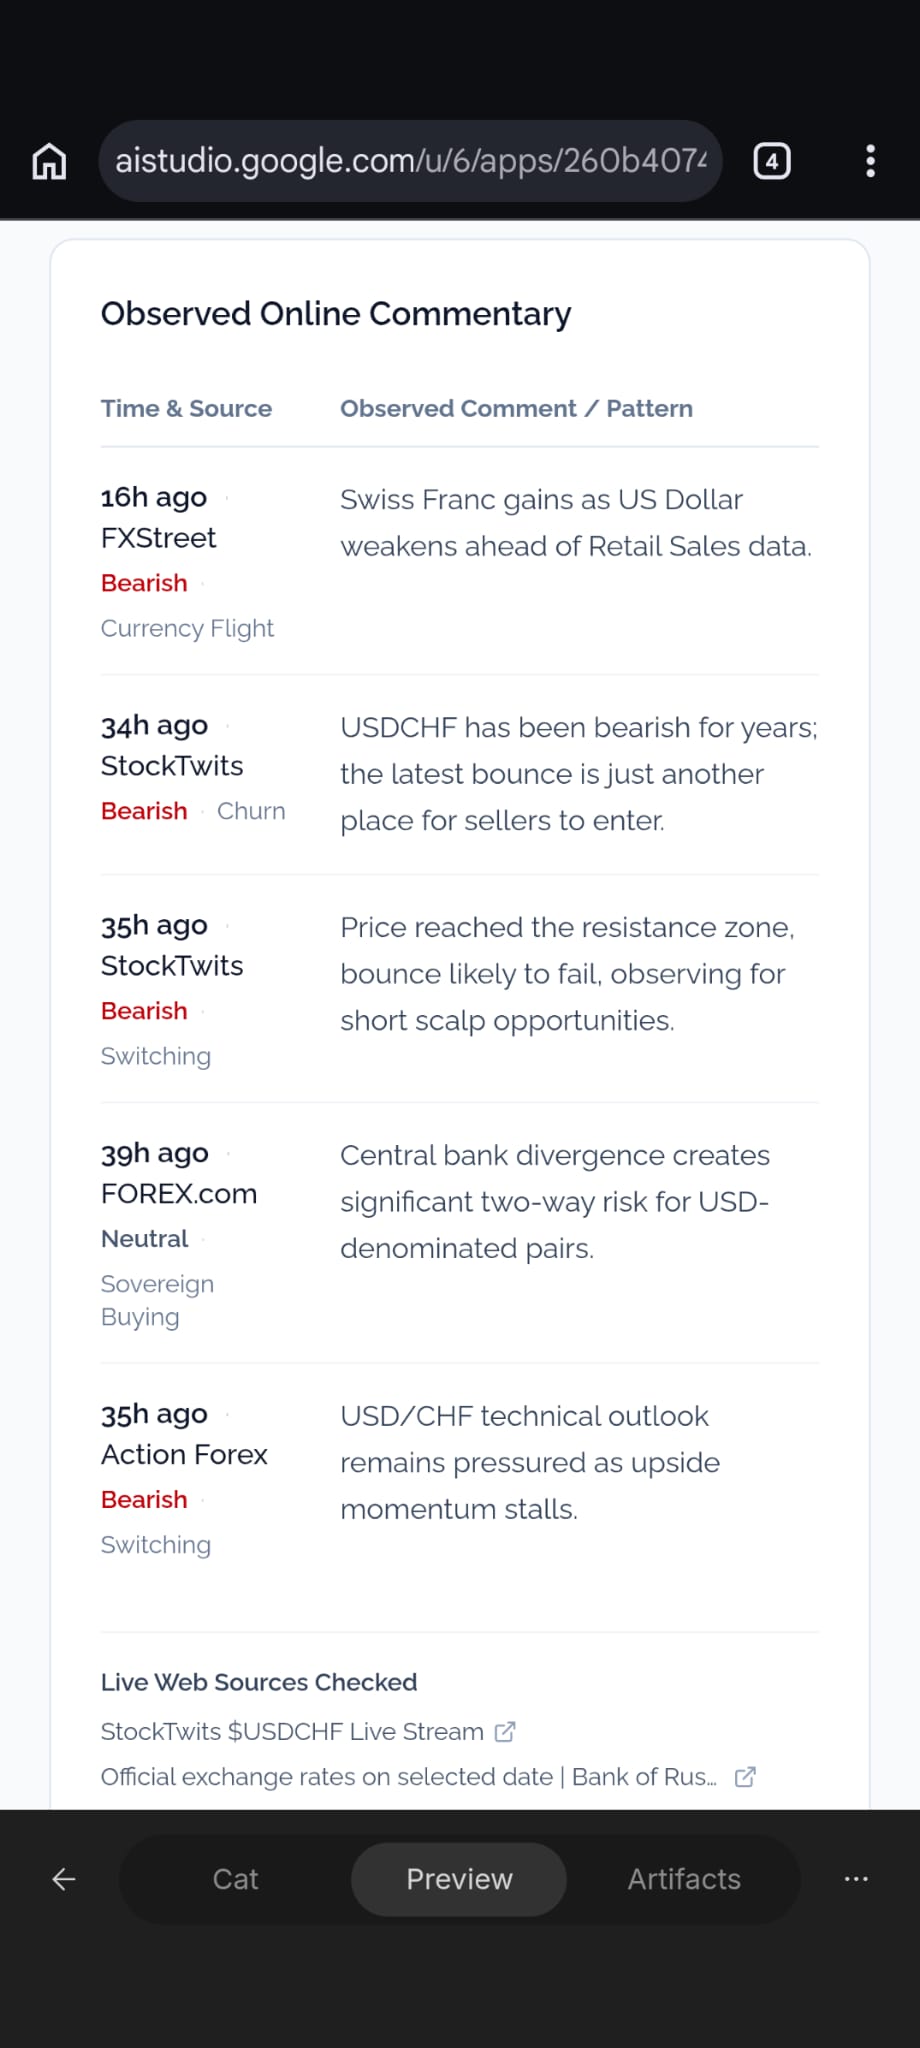 aistudio.google.com/u/6/apps/260b4074
4
Observed Online Commentary
Time & Source
Observed Comment / Pattern
16h ago ·
FXStreet
Bearish ·
Currency Flight
Swiss Franc gains as US Dollar
weakens ahead of Retail Sales data.
34h ago ·
StockTwits
Bearish · Churn
USDCHF has been bearish for years;
the latest bounce is just another
place for sellers to enter.
35h ago ·
StockTwits
Bearish ·
Switching
Price reached the resistance zone,
bounce likely to fail, observing for
short scalp opportunities.
39h ago ·
FOREX.com
Neutral ·
Sovereign
Buying
Central bank divergence creates
significant two-way risk for USD-
denominated pairs.
35h ago ·
Action Forex
Bearish ·
Switching
USD/CHF technical outlook
remains pressured as upside
momentum stalls.
Live Web Sources Checked
StockTwits $USDCHF Live Stream
Official exchange rates on selected date | Bank of Rus...
Cat
Preview
Artifacts